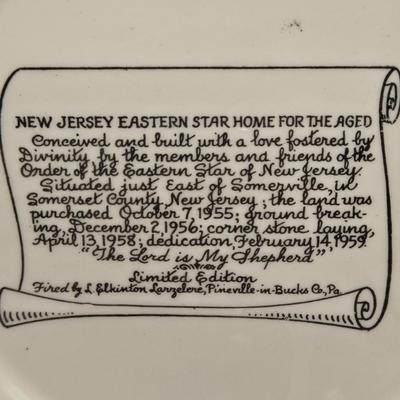 NEW JERSEY EASTERN STAR HOME FOR THE AGED
Conceived and built with a love fostered by
Divinity by the members and friends of the
Order of the Eastern Star of New Jersey.
Situated just East of Somerville, in
Somerset County, New Jersey; the land was
purchased October 7, 1955; ground break-
ing, December 2, 1956; corner stone laying,
April 13, 1958; dedication, February 14, 1959.
"The Lord is My Shepherd"
Limited Edition
Fired by L. Elkinton Larzelere, Pineville-in-Bucks Co., Pa.